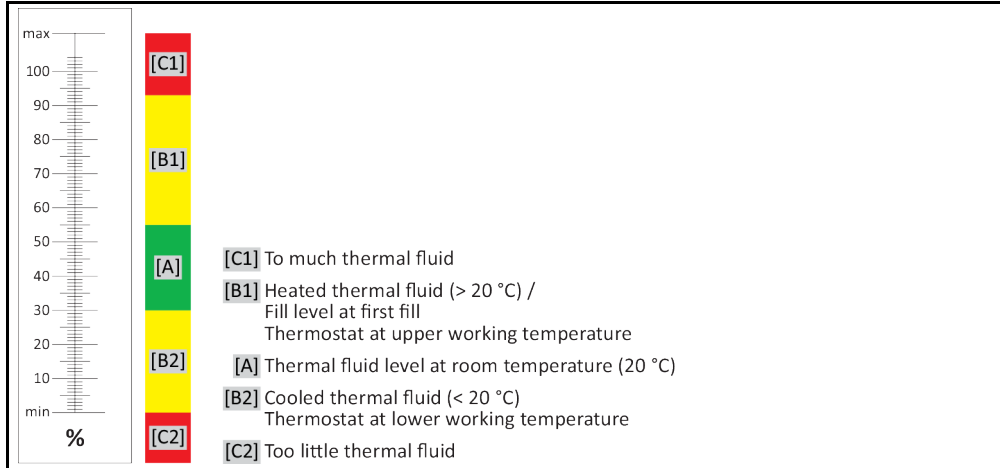 max
100
90
80
70
60
50
40
30
20
10
min
%
[C1]
[B1]
[A]
[B2]
[C2]
[C1] To much thermal fluid
[B1] Heated thermal fluid (> 20 °C) /
Fill level at first fill
Thermostat at upper working temperature
[A] Thermal fluid level at room temperature (20 °C)
[B2] Cooled thermal fluid (< 20 °C)
Thermostat at lower working temperature
[C2] Too little thermal fluid